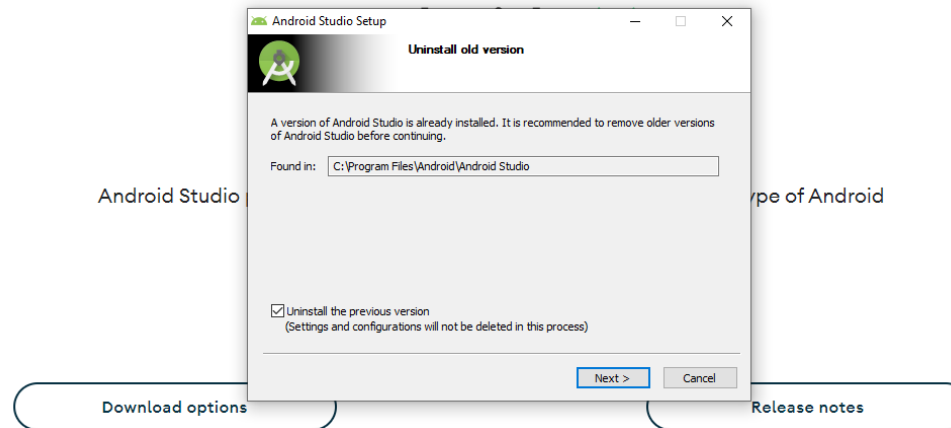 Android Studio Setup
Uninstall old version
A version of Android Studio is already installed. It is recommended to remove older versions
of Android Studio before continuing.
Found in: C:\Program Files\Android\Android Studio
Android Studio
ype of Android
Uninstall the previous version
(Settings and configurations will not be deleted in this process)
Next > Cancel
Download options
Release notes